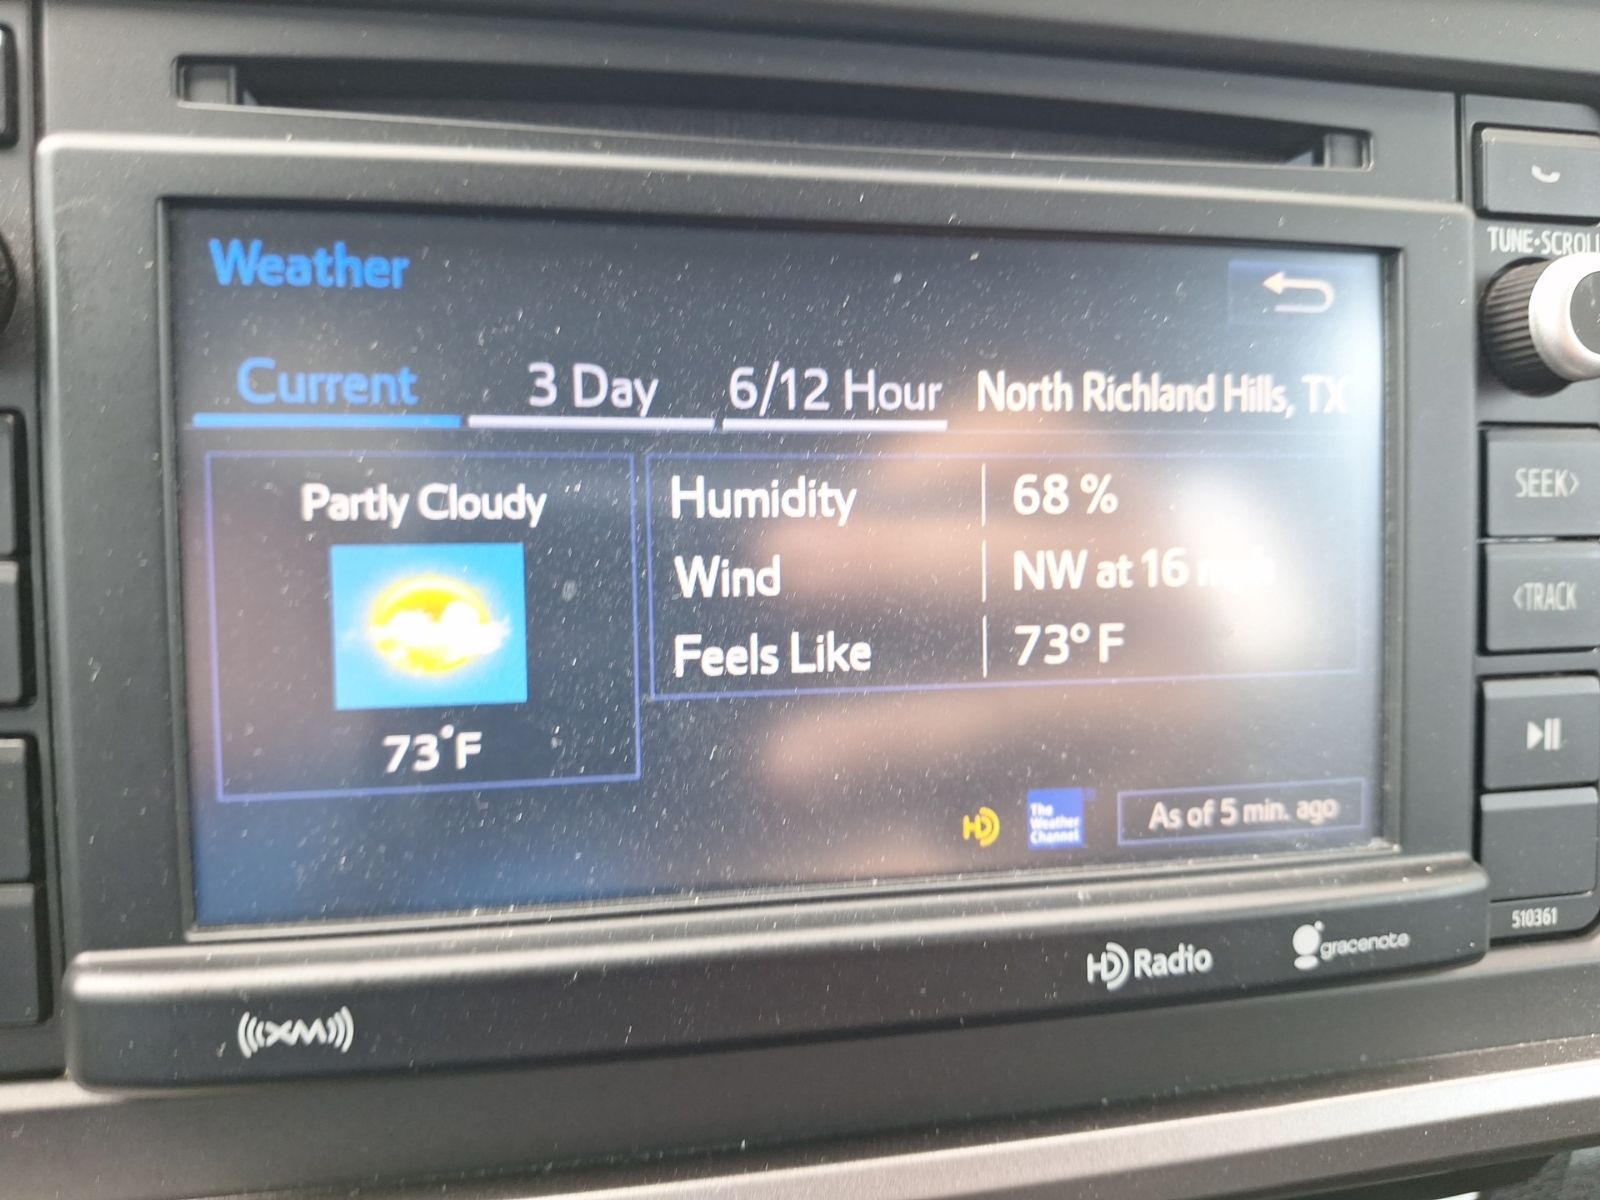 TUNE•SCROLL
Weather
Current 3 Day 6/12 Hour North Richland Hills, TX
Partly Cloudy
73°F
Humidity 68 %
Wind NW at 16
Feels Like 73° F
HD The Weather Channel As of 5 min. ago
SEEK>
<TRACK
510361
HD Radio gracenote
((XM))